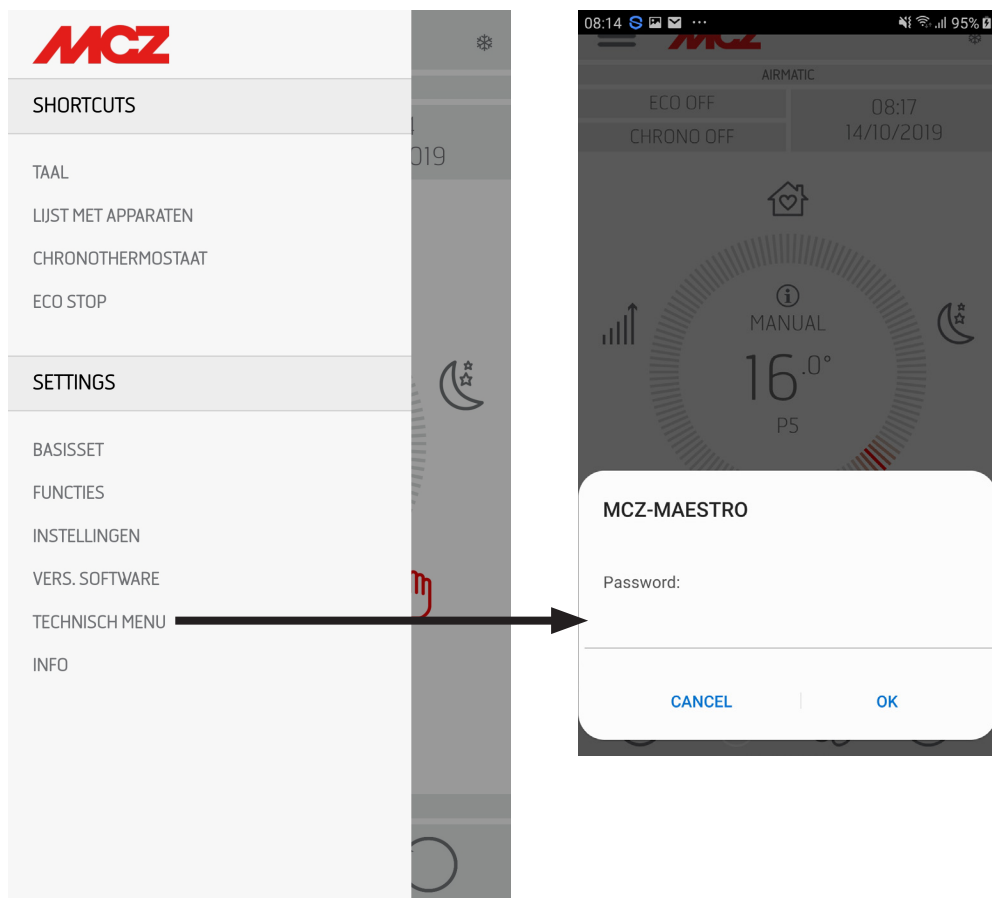 MCZ
SHORTCUTS
TAAL
LIJST MET APPARATEN
CHRONOTHERMOSTAAT
ECO STOP
SETTINGS
BASISSET
FUNCTIES
INSTELLINGEN
VERS. SOFTWARE
TECHNISCH MENU
INFO
019
08:14
95%
MCZ
AIRMATIC
ECO OFF
CHRONO OFF
08:17
14/10/2019
MANUAL
16.0°
P5
MCZ-MAESTRO
Password:
CANCEL
OK